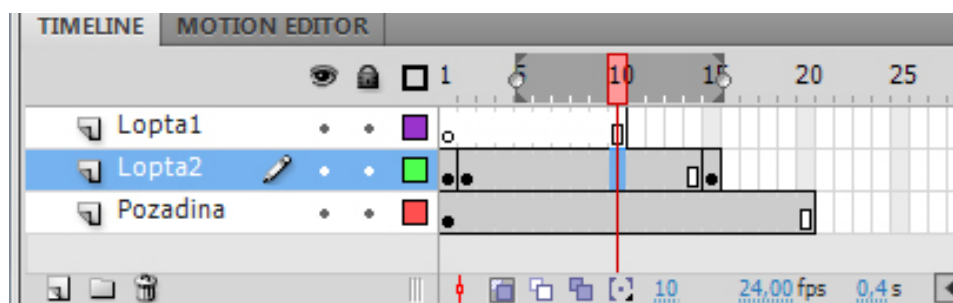 TIMELINE MOTION EDITOR
1 5 10 15 20 25
Lopta1
Lopta2
Pozadina
10 24,00 fps 0,4 s